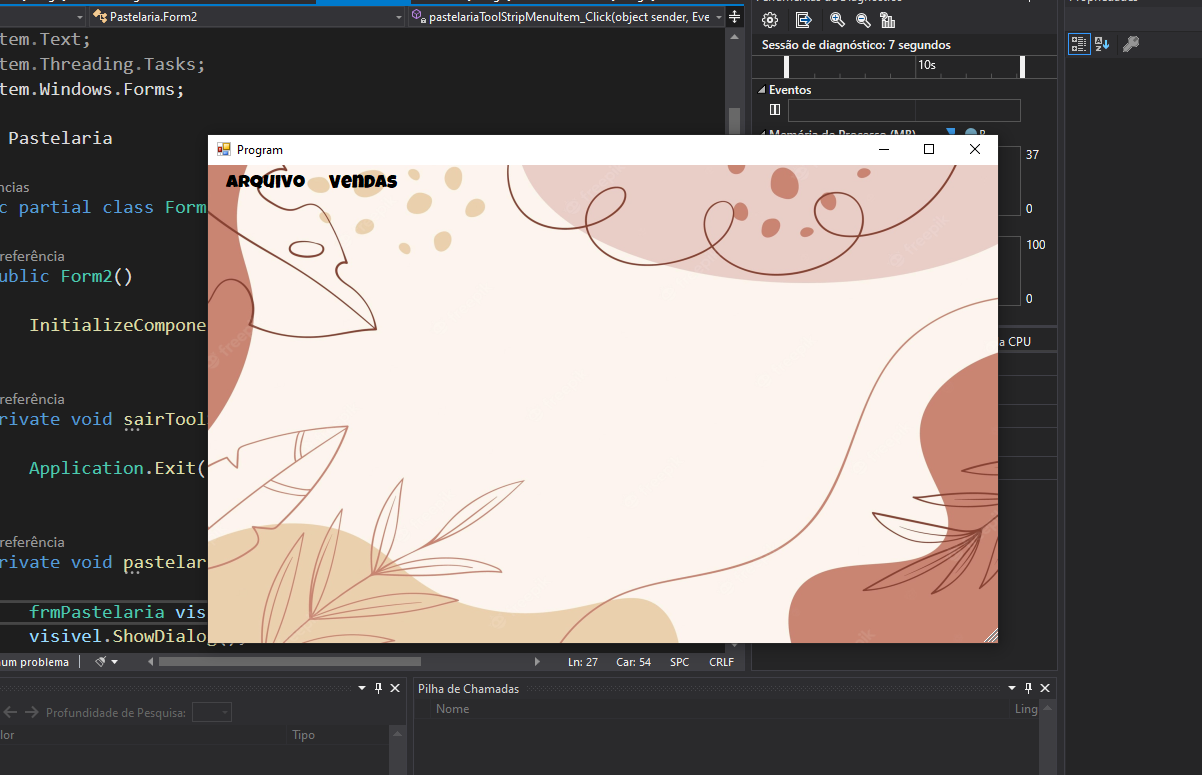 Pastelaria.Form2
pastelariaToolStripMenuItem_Click(object sender, Eve
Sessão de diagnóstico: 7 segundos
10s
Eventos
Memória de Processo (MB)
37
0
100
0
a CPU
tem.Text;
tem.Threading.Tasks;
tem.Windows.Forms;
Pastelaria
ncias
c partial class Form
referência
ublic Form2()
InitializeCompone
referência
rivate void sairTool
Application.Exit(
referência
rivate void pastelar
frmPastelaria vis
visivel.ShowDialog();
Program
ARQUIVO VENDAS
um problema
Ln: 27 Car: 54 SPC CRLF
Profundidade de Pesquisa:
lor Tipo
Pilha de Chamadas
Nome Ling